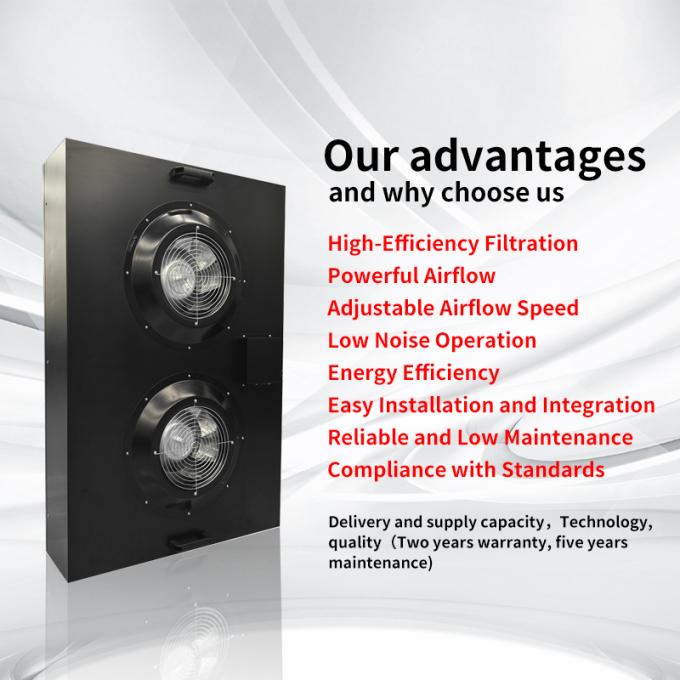 Our advantages
and why choose us
High-Efficiency Filtration
Powerful Airflow
Adjustable Airflow Speed
Low Noise Operation
Energy Efficiency
Easy Installation and Integration
Reliable and Low Maintenance
Compliance with Standards
Delivery and supply capacity，Technology,
quality（Two years warranty, five years
maintenance)